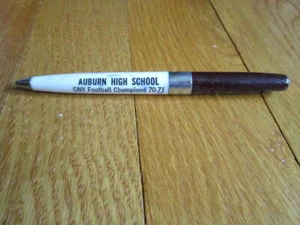 AUBURN HIGH SCHOOL
CNY Football Champions' 70-71